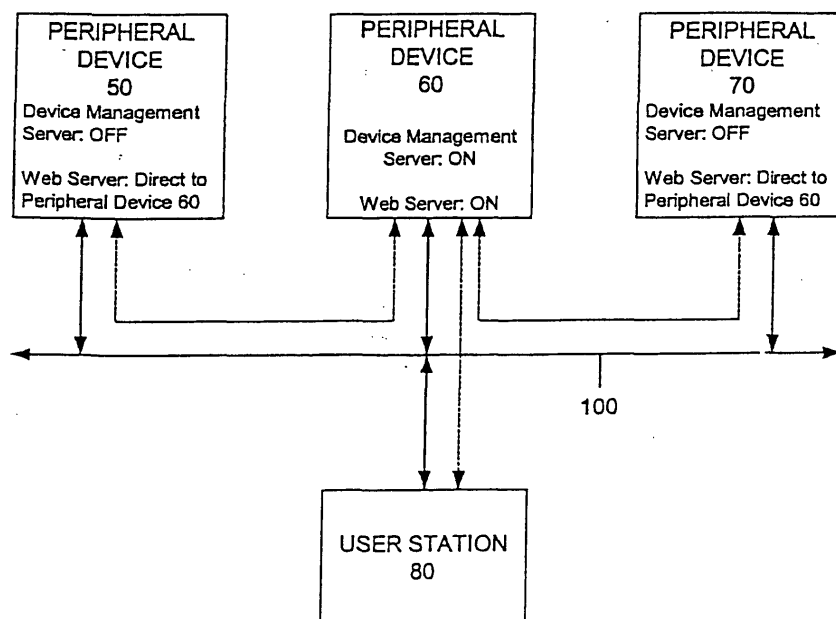 PERIPHERAL
DEVICE
50
Device Management
Server: OFF
Web Server: Direct to
Peripheral Device 60
PERIPHERAL
DEVICE
60
Device Management
Server: ON
Web Server: ON
PERIPHERAL
DEVICE
70
Device Management
Server: OFF
Web Server: Direct to
Peripheral Device 60
100
USER STATION
80